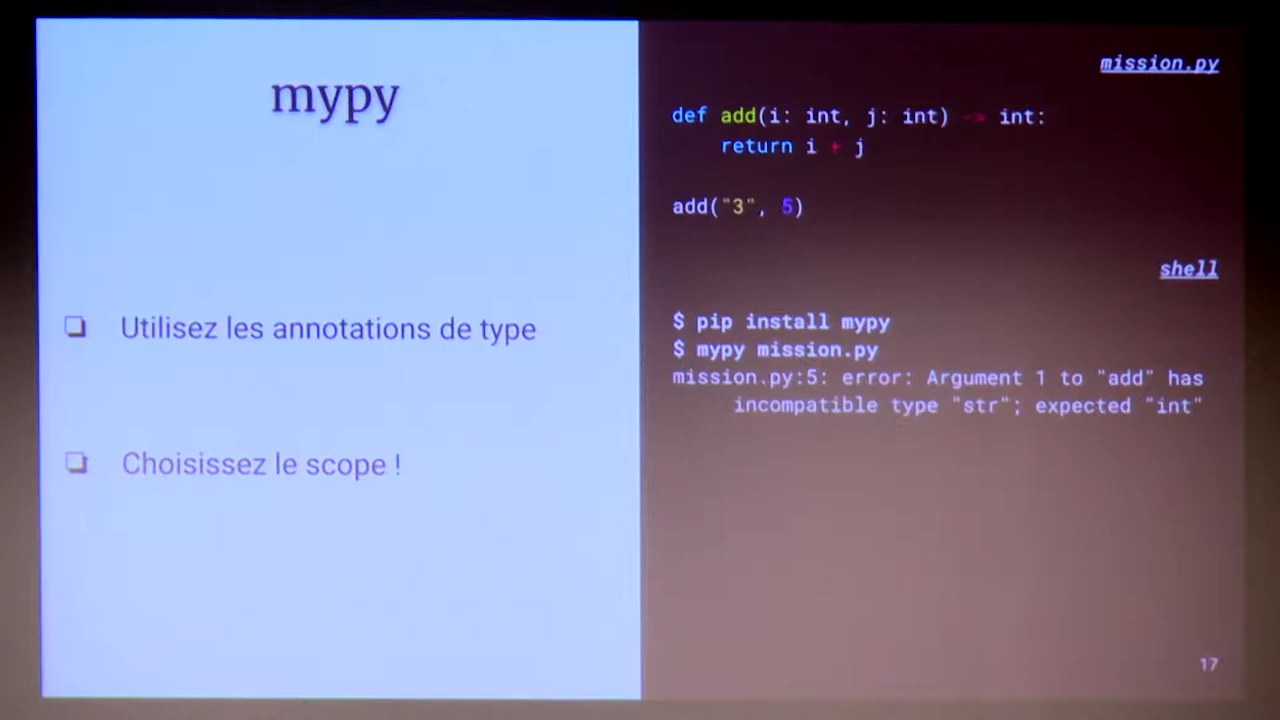 mypy
Utilisez les annotations de type
Choisissez le scope !
mission.py
def add(i: int, j: int) -> int:
    return i + j
add("3", 5)
shell
$ pip install mypy
$ mypy mission.py
mission.py:5: error: Argument 1 to "add" has
incompatible type "str"; expected "int"
17